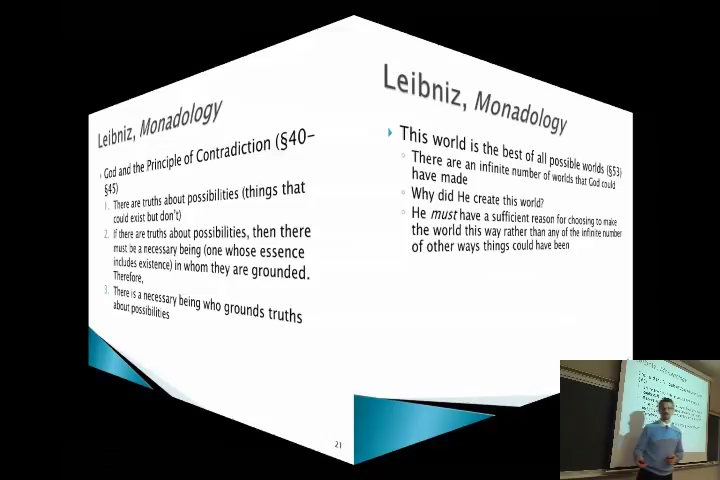 Leibniz, Monadology
God and the Principle of Contradiction (§40–
§45)
1. There are truths about possibilities (things that
could exist but don't)
2. If there are truths about possibilities, then there
must be a necessary being (one whose essence
includes existence) in whom they are grounded.
Therefore,
3. There is a necessary being who grounds truths
about possibilities
21
Leibniz, Monadology
This world is the best of all possible worlds (§53)
There are an infinite number of worlds that God could
have made
Why did He create this world?
He must have a sufficient reason for choosing to make
the world this way rather than any of the infinite number
of other ways things could have been